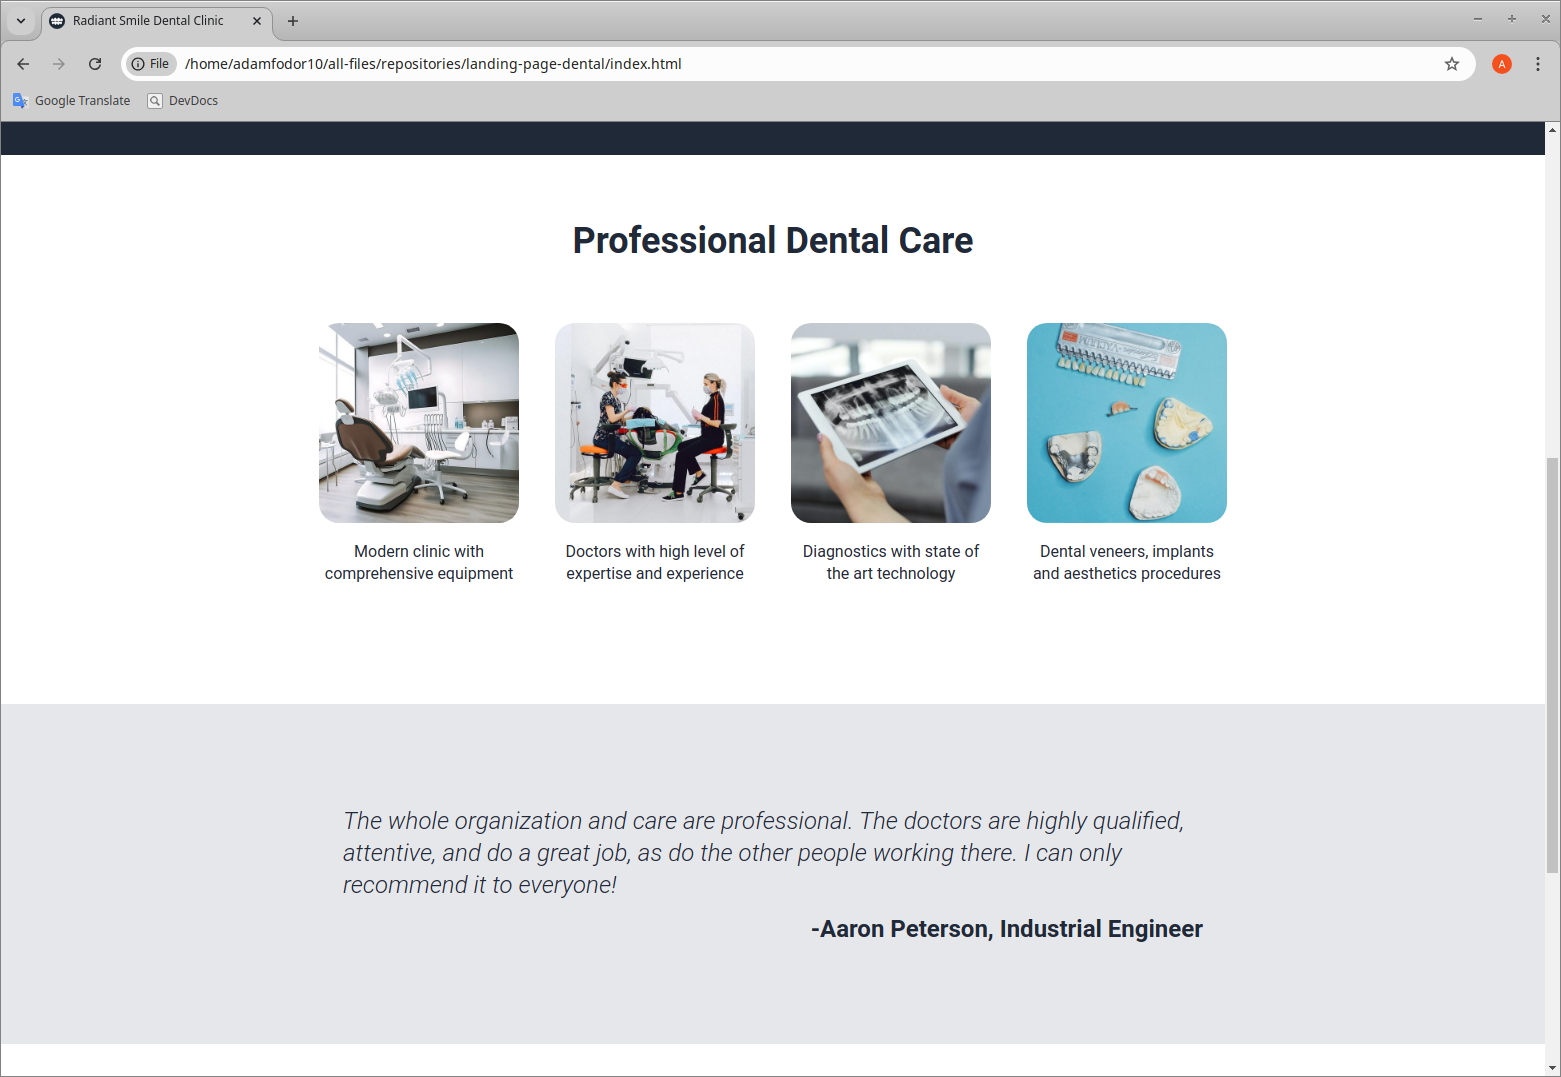 Radiant Smile Dental Clinic
File
/home/adamfodor10/all-files/repositories/landing-page-dental/index.html
A
Google Translate
DevDocs
Professional Dental Care
Modern clinic with
comprehensive equipment
Doctors with high level of
expertise and experience
Diagnostics with state of
the art technology
Dental veneers, implants
and aesthetics procedures
The whole organization and care are professional. The doctors are highly qualified,
attentive, and do a great job, as do the other people working there. I can only
recommend it to everyone!
-Aaron Peterson, Industrial Engineer